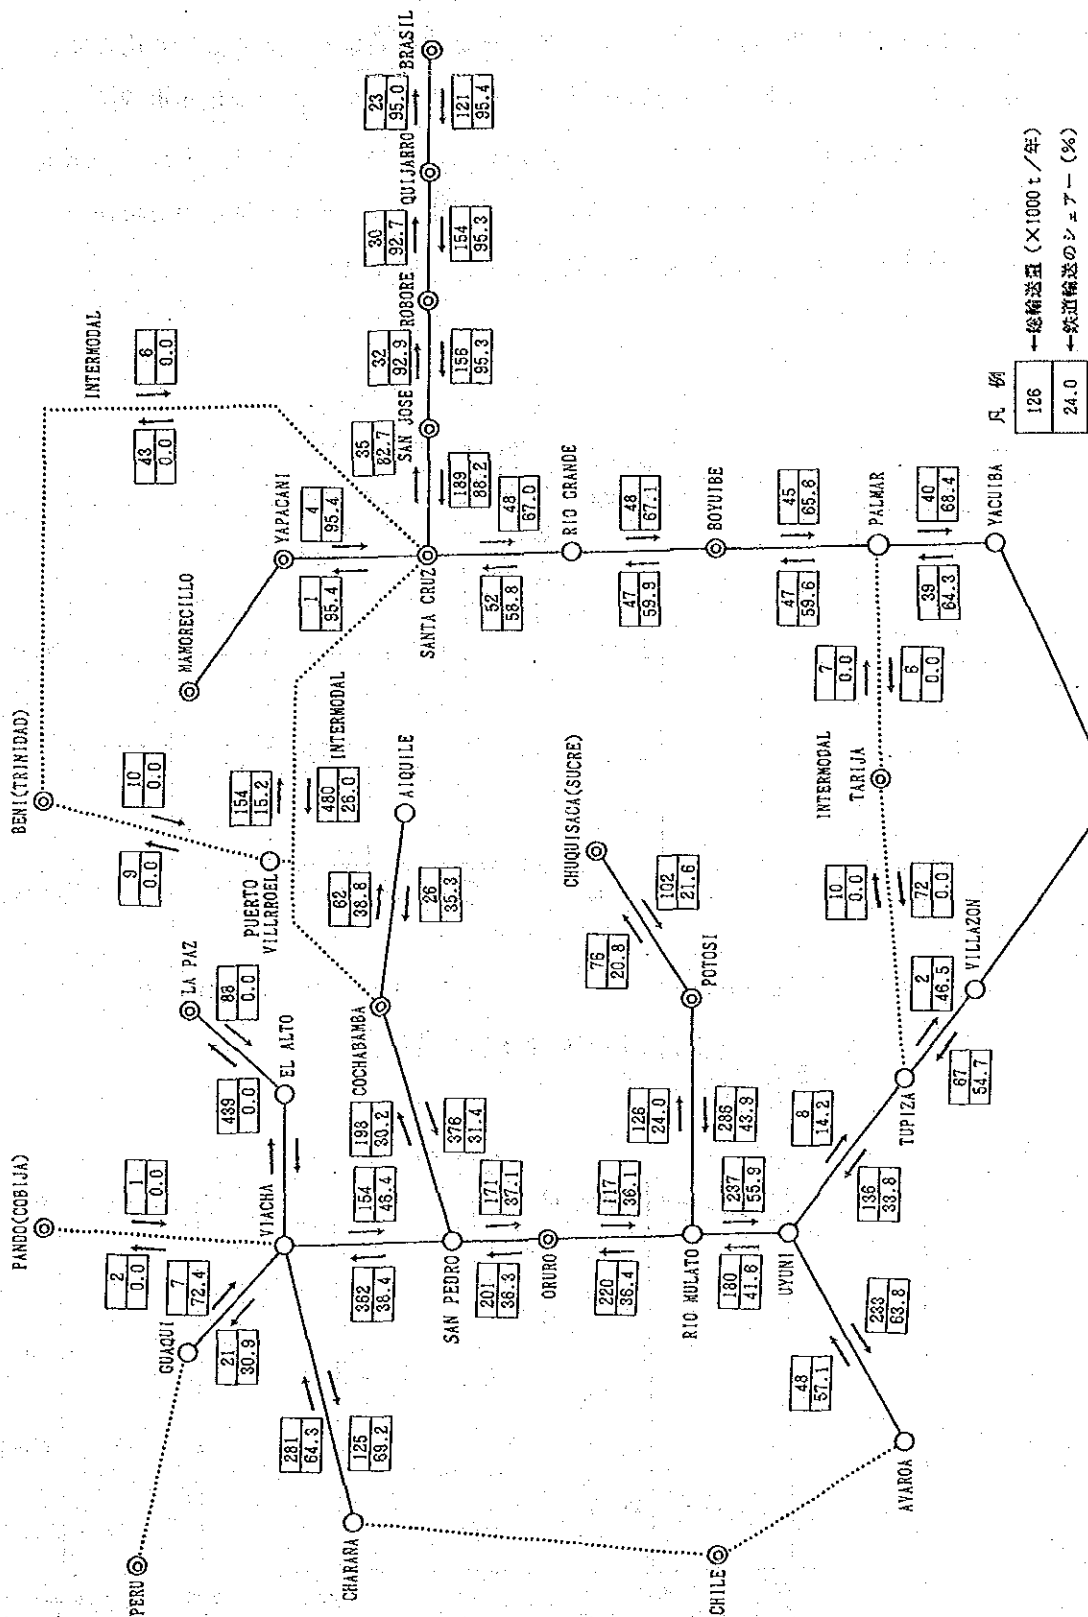 PERU
PANDO(COBIJA)
BENI(TRINIDAD)
INTERMODAL
2
0.0
1
0.0
9
0.0
10
0.0
43
0.0
6
0.0
GUAQUI
7
72.4
21
30.9
LA PAZ
88
0.0
439
0.0
EL ALTO
VIACHA
PUERTO
VILLRROEL
MAMORECILLO
YAPACANI
1
95.4
4
95.4
281
64.3
125
69.2
CHARAÑA
362
38.4
154
46.4
198
30.2
376
31.4
COCHABAMBA
154
15.2
480
26.0
INTERMODAL
62
38.8
26
35.3
AIQUILE
SANTA CRUZ
35
82.7
189
88.2
SAN JOSE
32
92.9
156
95.3
ROBORE
30
92.7
154
95.3
QUIJARRO
23
95.0
121
95.4
BRASIL
SAN PEDRO
201
36.3
171
37.1
ORURO
52
58.8
48
67.0
RIO GRANDE
220
36.4
117
36.1
CHUQUISACA(SUCRE)
76
20.8
102
21.6
POTOSI
126
24.0
286
43.9
RIO MULATO
47
59.9
48
67.1
BOYUIBE
180
41.6
237
55.9
UYUNI
47
59.6
45
65.8
PALMAR
CHILE
48
57.1
233
63.8
AVAROA
8
14.2
136
33.8
TUPIZA
10
0.0
72
0.0
INTERMODAL
TARIJA
7
0.0
6
0.0
39
64.3
40
68.4
YACUIBA
2
46.5
67
54.7
VILLAZON
凡 例
126 ←総輸送量 (×1000t/年)
24.0 ←鉄道輸送のシェアー (%)